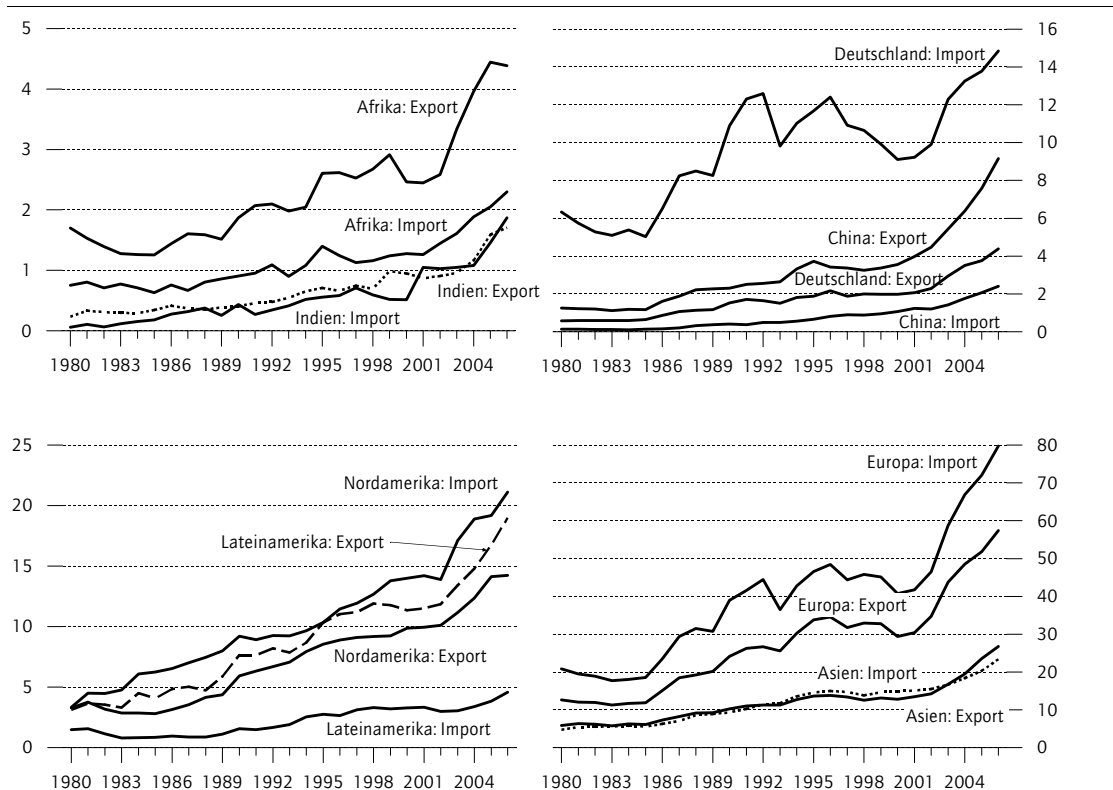 5
4
3
2
1
0
Afrika: Export
Afrika: Import
Indien: Export
Indien: Import
1980 1983 1986 1989 1992 1995 1998 2001 2004
16
14
12
10
8
6
4
2
0
Deutschland: Import
China: Export
Deutschland: Export
China: Import
1980 1983 1986 1989 1992 1995 1998 2001 2004
25
20
15
10
5
0
Nordamerika: Import
Lateinamerika: Export
Nordamerika: Export
Lateinamerika: Import
1980 1983 1986 1989 1992 1995 1998 2001 2004
80
70
60
50
40
30
20
10
0
Europa: Import
Europa: Export
Asien: Import
Asien: Export
1980 1983 1986 1989 1992 1995 1998 2001 2004